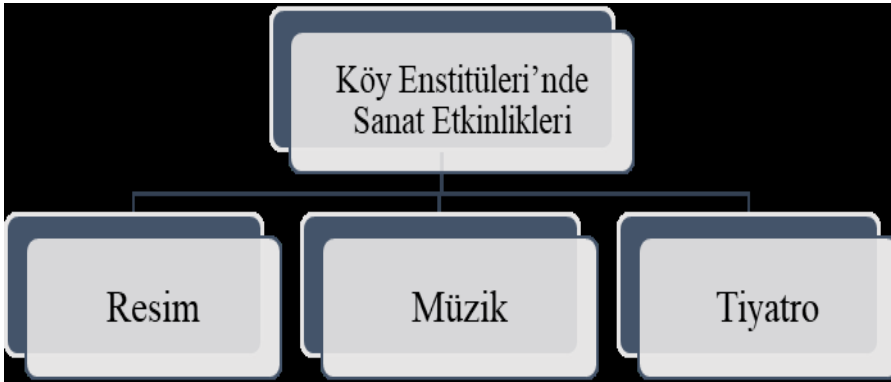 Köy Enstitüleri’nde
Sanat Etkinlikleri
Resim
Müzik
Tiyatro